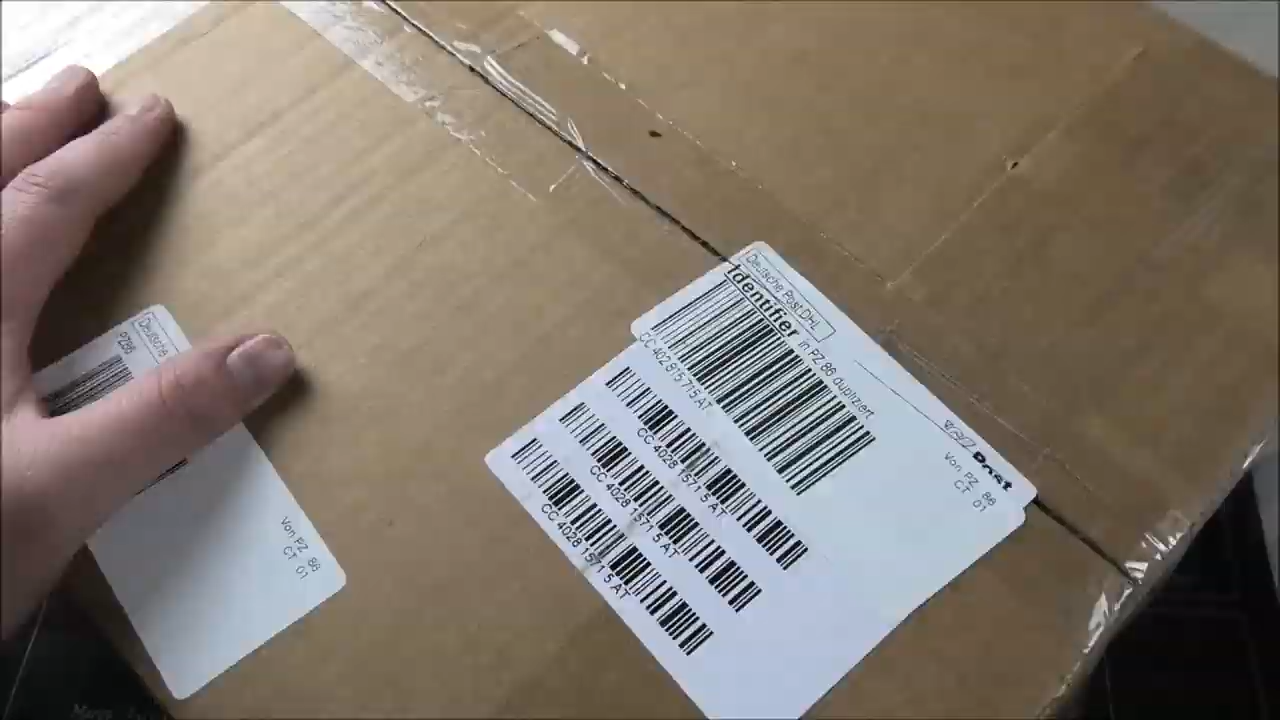 Deutsche
PZ86
Von PZ 86
CT 01
Deutsche Post DHL
Identifier in PZ 86 dupliziert
CC 402 815 715 AT
Post
Von PZ 86
CT 01
CC 4028 1571 5 AT
CC 4028 1571 5 AT
CC 4028 1571 5 AT